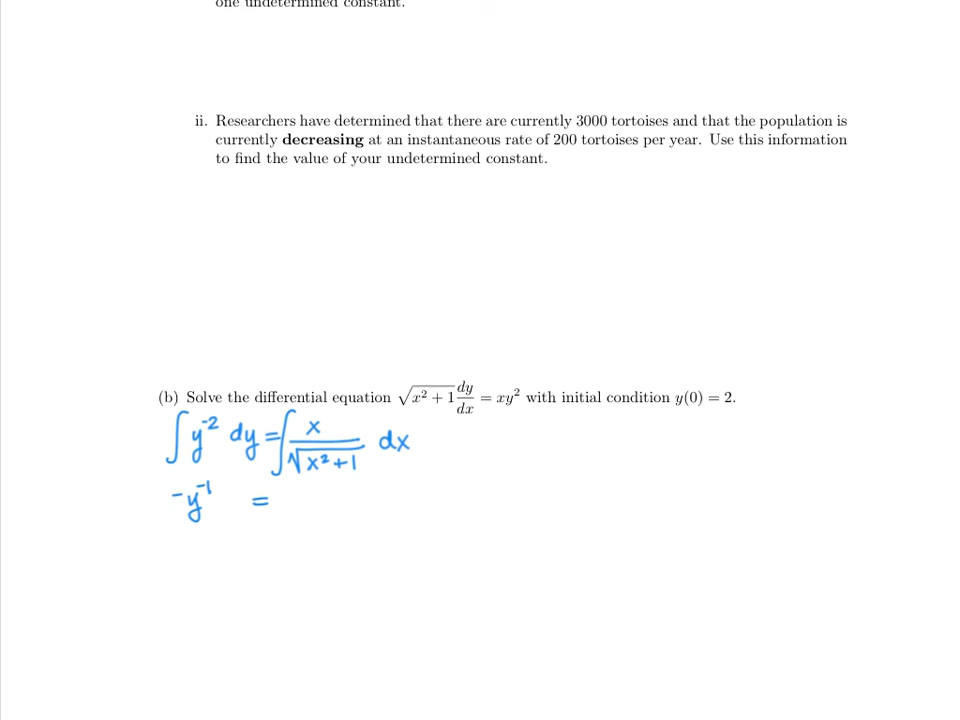 one undetermined constant.
ii. Researchers have determined that there are currently 3000 tortoises and that the population is
currently decreasing at an instantaneous rate of 200 tortoises per year. Use this information
to find the value of your undetermined constant.
(b) Solve the differential equation √(x² + 1) dy/dx = xy² with initial condition y(0) = 2.
∫ y⁻² dy = ∫ x/√(x²+1) dx
-y⁻¹ =